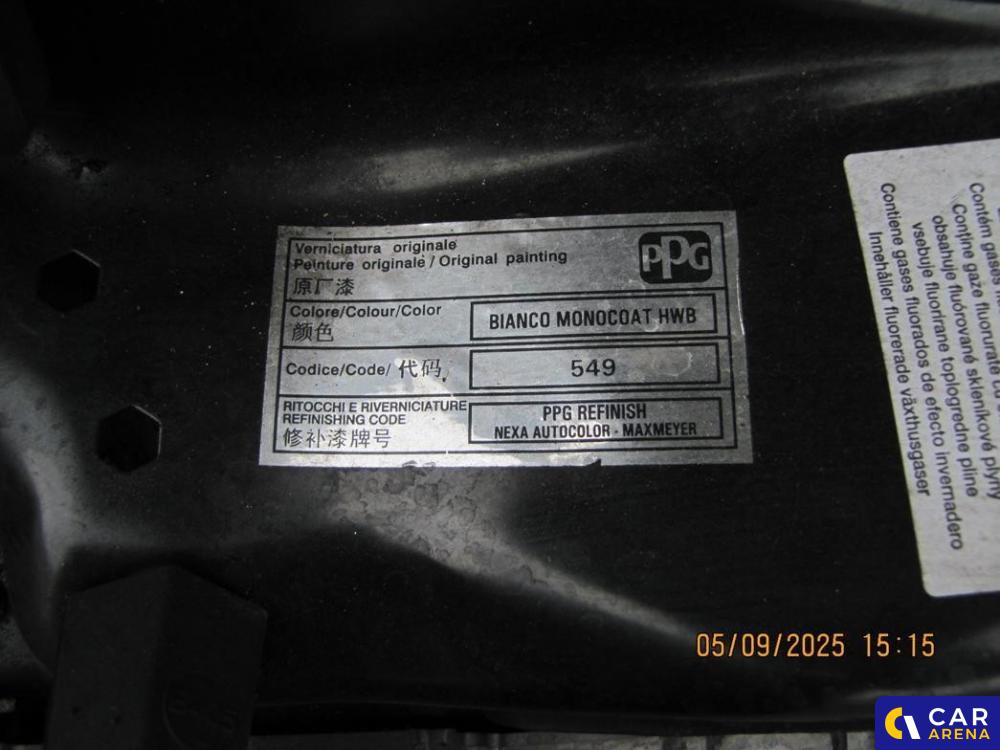 Verniciatura originale
Peinture originale / Original painting
原厂漆
PPG
Colore/Colour/Color
颜色
BIANCO MONOCOAT HWB
Codice/Code/ 代码
549
RITOCCHI E RIVERNICIATURE
REFINISHING CODE
修补漆牌号
PPG REFINISH
NEXA AUTOCOLOR - MAXMEYER
Contém gases
Conține gaze fluorurate
obsahuje fluórované skleníkové plyny
vsebuje fluorirane toplogredne pline
Contiene gases fluorados de efecto invernadero
Innehåller fluorerade växthusgaser
05/09/2025 15:15
CAR
ARENA